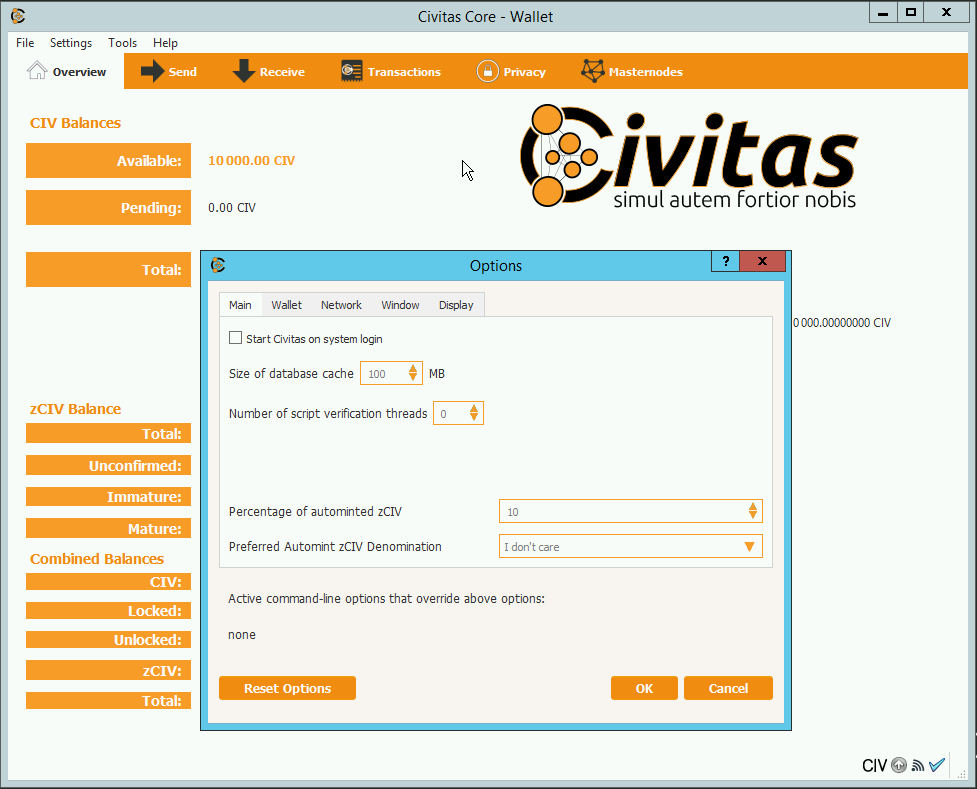 Civitas Core - Wallet
File Settings Tools Help
Overview Send Receive Transactions Privacy Masternodes
CIV Balances
Available: 10 000.00 CIV
Pending: 0.00 CIV
Total:
Civitas
simul autem fortior nobis
0 000.00000000 CIV
zCIV Balance
Total:
Unconfirmed:
Immature:
Mature:
Combined Balances
CIV:
Locked:
Unlocked:
zCIV:
Total:
Options
?
Main Wallet Network Window Display
Start Civitas on system login
Size of database cache 100 MB
Number of script verification threads 0
Percentage of autominted zCIV 10
Preferred Automint zCIV Denomination I don't care
Active command-line options that override above options:
none
Reset Options OK Cancel
CIV